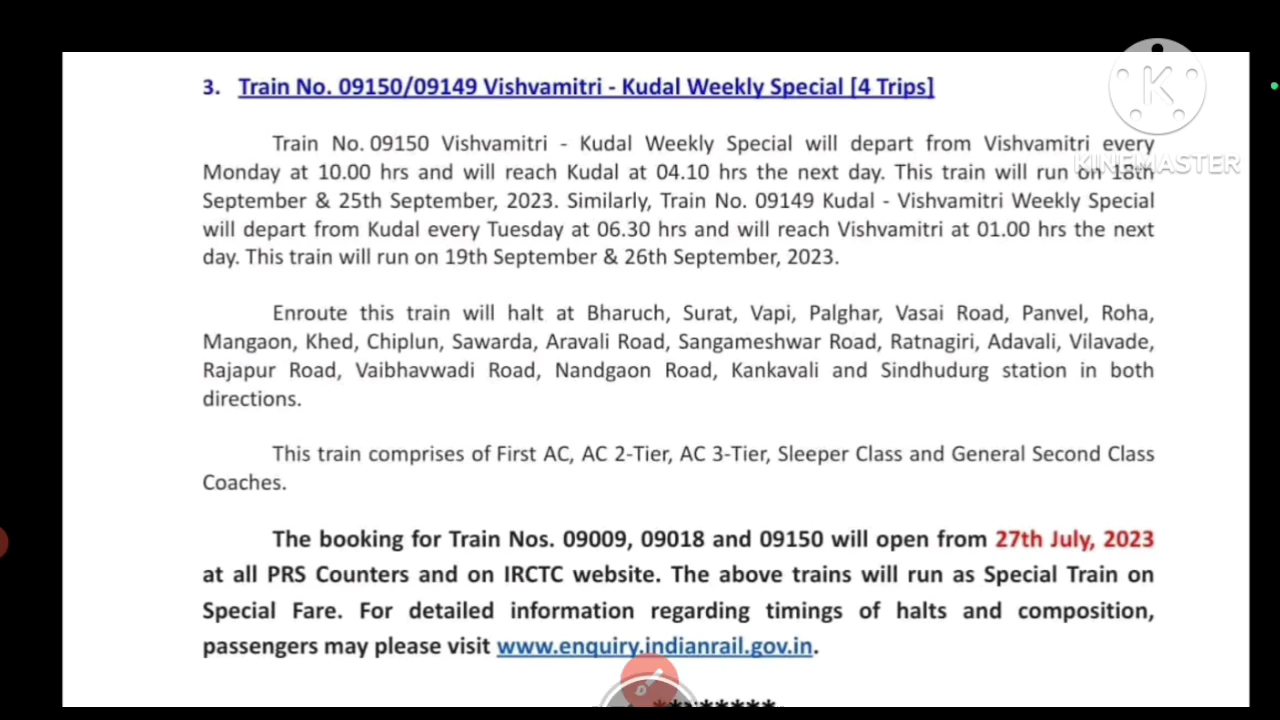 3. Train No. 09150/09149 Vishvamitri - Kudal Weekly Special [4 Trips]
Train No. 09150 Vishvamitri - Kudal Weekly Special will depart from Vishvamitri every
Monday at 10.00 hrs and will reach Kudal at 04.10 hrs the next day. This train will run on 18th
KINEMASTER
September & 25th September, 2023. Similarly, Train No. 09149 Kudal - Vishvamitri Weekly Special
will depart from Kudal every Tuesday at 06.30 hrs and will reach Vishvamitri at 01.00 hrs the next
day. This train will run on 19th September & 26th September, 2023.
Enroute this train will halt at Bharuch, Surat, Vapi, Palghar, Vasai Road, Panvel, Roha,
Mangaon, Khed, Chiplun, Sawarda, Aravali Road, Sangameshwar Road, Ratnagiri, Adavali, Vilavade,
Rajapur Road, Vaibhavwadi Road, Nandgaon Road, Kankavali and Sindhudurg station in both
directions.
This train comprises of First AC, AC 2-Tier, AC 3-Tier, Sleeper Class and General Second Class
Coaches.
The booking for Train Nos. 09009, 09018 and 09150 will open from 27th July, 2023
at all PRS Counters and on IRCTC website. The above trains will run as Special Train on
Special Fare. For detailed information regarding timings of halts and composition,
passengers may please visit www.enquiry.indianrail.gov.in.